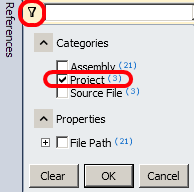 References
Categories
Assembly (21)
Project (3)
Source File (3)
Properties
File Path (21)
Clear OK Cancel